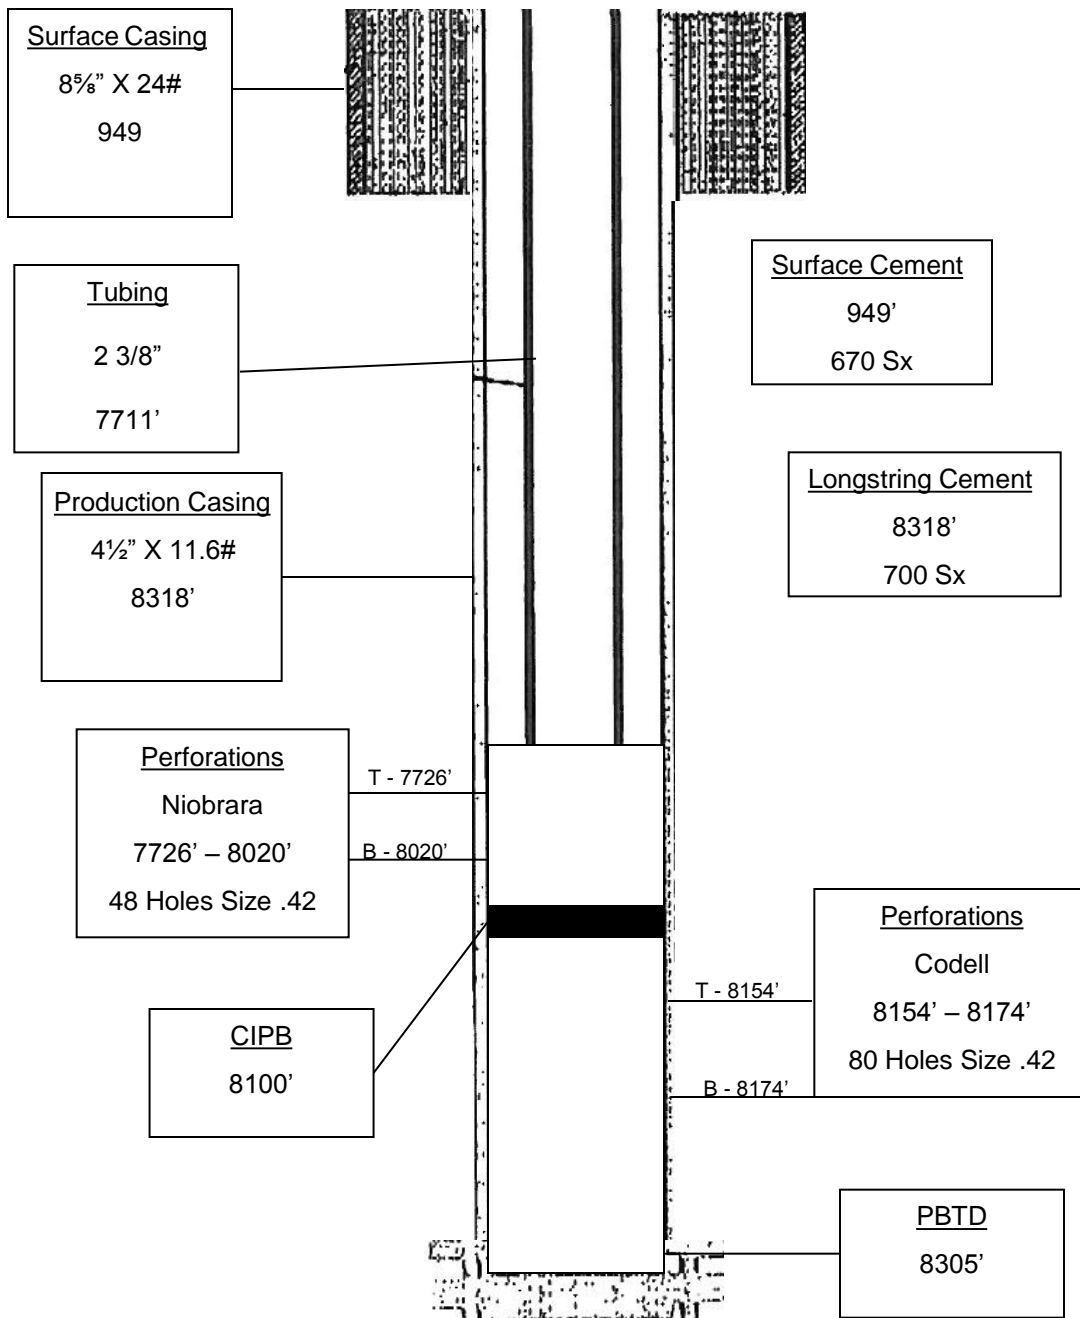 Surface Casing
8⅝” X 24#
949
Tubing
2 3/8”
7711’
Surface Cement
949’
670 Sx
Production Casing
4½” X 11.6#
8318’
Longstring Cement
8318’
700 Sx
Perforations
Niobrara
7726’ – 8020’
48 Holes Size .42
T - 7726’
B - 8020’
Perforations
Codell
8154’ – 8174’
80 Holes Size .42
T - 8154’
B - 8174’
CIPB
8100’
PBTD
8305’